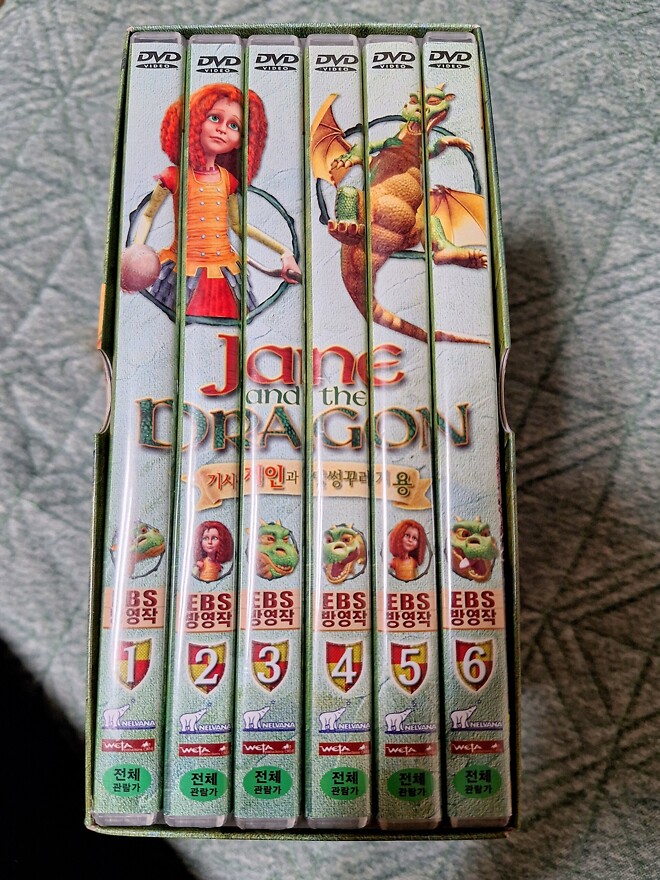 DVD VIDEO DVD VIDEO DVD VIDEO DVD VIDEO DVD VIDEO DVD VIDEO
Jane
and the
DRAGON
기사 제인과 말썽꾸러기 용
EBS EBS EBS EBS EBS EBS
방영작 방영작 방영작 방영작 방영작 방영작
1 2 3 4 5 6
NELVANA NELVANA NELVANA NELVANA NELVANA NELVANA
WETA WETA WETA WETA WETA WETA
전체 전체 전체 전체 전체 전체
관람가 관람가 관람가 관람가 관람가 관람가